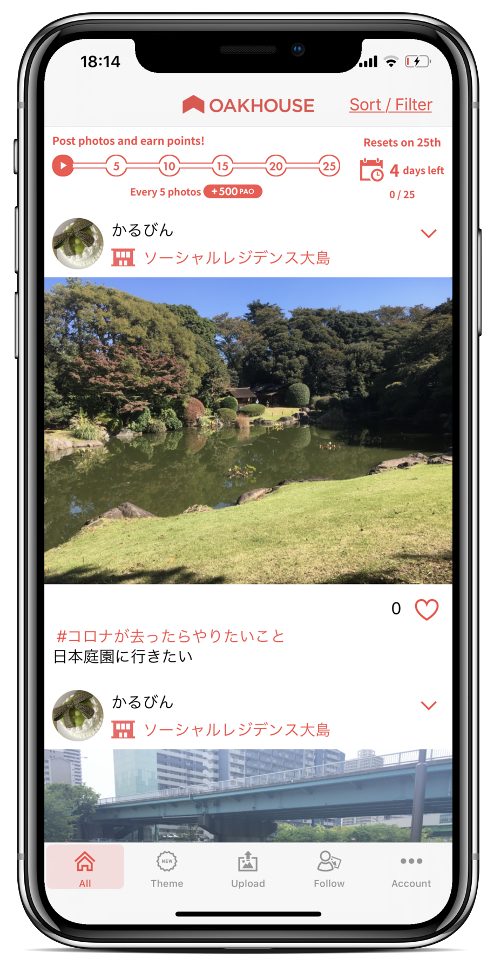 18:14
OAKHOUSE
Sort / Filter
Post photos and earn points!
Resets on 25th
5 10 15 20 25
4 days left
Every 5 photos +500 PAO
0 / 25
かるびん
ソーシャルレジデンス大島
0
#コロナが去ったらやりたいこと
日本庭園に行きたい
かるびん
ソーシャルレジデンス大島
NEW
All Theme Upload Follow Account